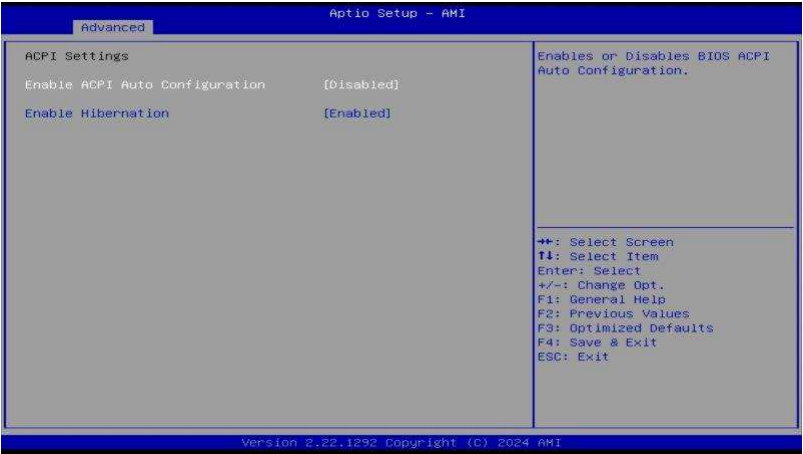 Aptio Setup – AMI
Advanced
ACPI Settings
Enable ACPI Auto Configuration [Disabled]
Enable Hibernation [Enabled]
Enables or Disables BIOS ACPI
Auto Configuration.
→←: Select Screen
↑↓: Select Item
Enter: Select
+/-: Change Opt.
F1: General Help
F2: Previous Values
F3: Optimized Defaults
F4: Save & Exit
ESC: Exit
Version 2.22.1292 Copyright (C) 2024 AMI